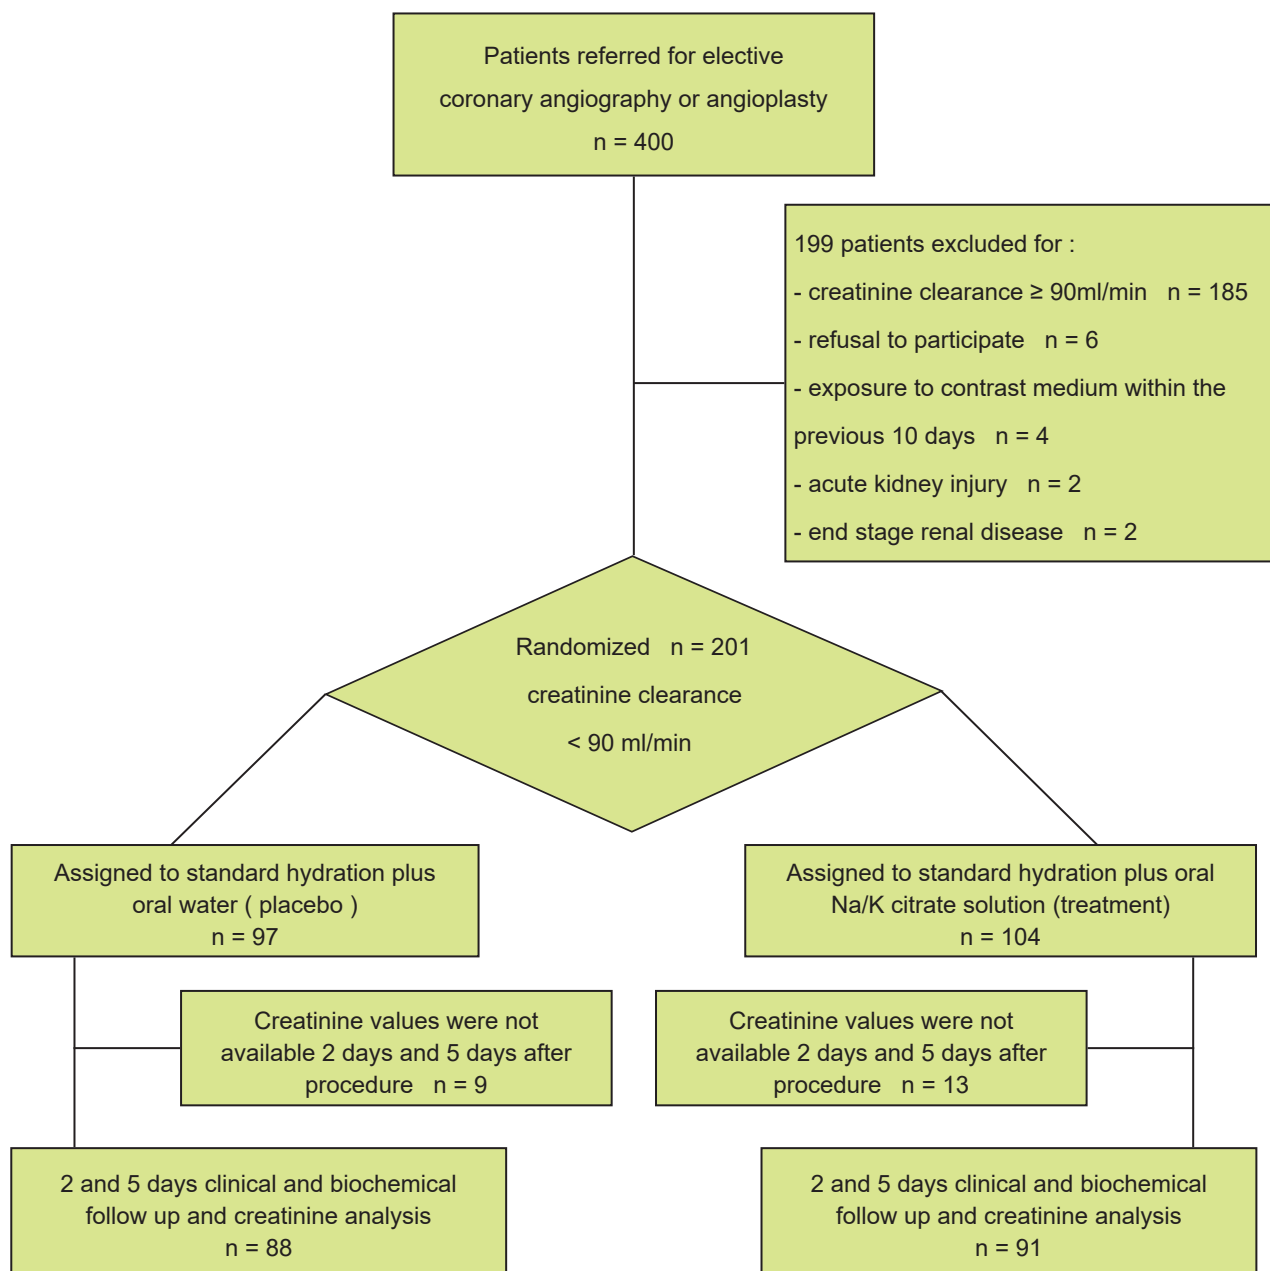 Patients referred for elective
coronary angiography or angioplasty
n = 400
199 patients excluded for :
- creatinine clearance ≥ 90ml/min n = 185
- refusal to participate n = 6
- exposure to contrast medium within the
previous 10 days n = 4
- acute kidney injury n = 2
- end stage renal disease n = 2
Randomized n = 201
creatinine clearance
< 90 ml/min
Assigned to standard hydration plus
oral water ( placebo )
n = 97
Assigned to standard hydration plus oral
Na/K citrate solution (treatment)
n = 104
Creatinine values were not
available 2 days and 5 days after
procedure n = 9
Creatinine values were not
available 2 days and 5 days after
procedure n = 13
2 and 5 days clinical and biochemical
follow up and creatinine analysis
n = 88
2 and 5 days clinical and biochemical
follow up and creatinine analysis
n = 91